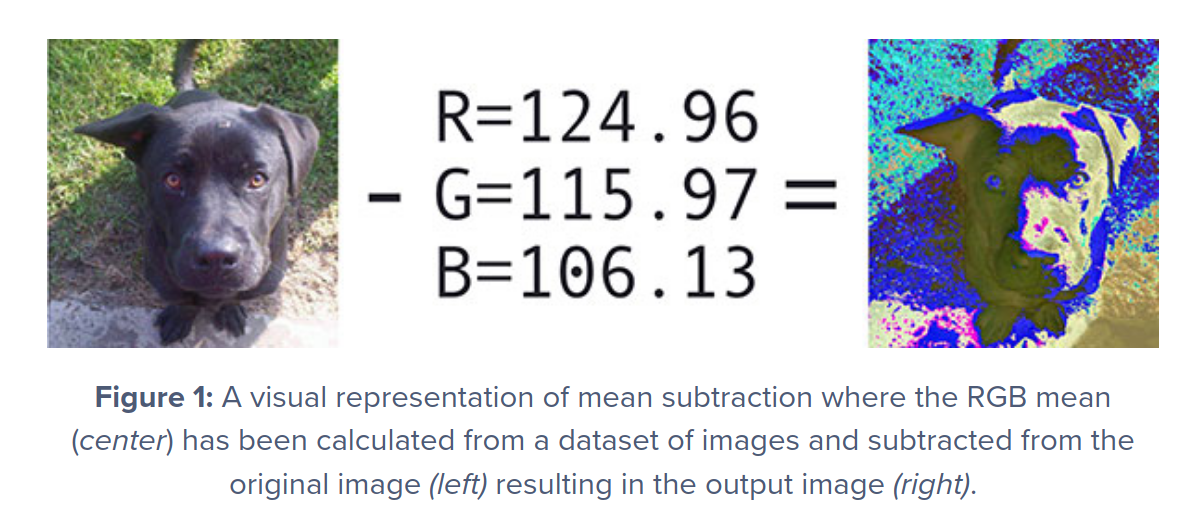 R=124.96
- G=115.97 =
B=106.13
Figure 1: A visual representation of mean subtraction where the RGB mean
(center) has been calculated from a dataset of images and subtracted from the
original image (left) resulting in the output image (right).